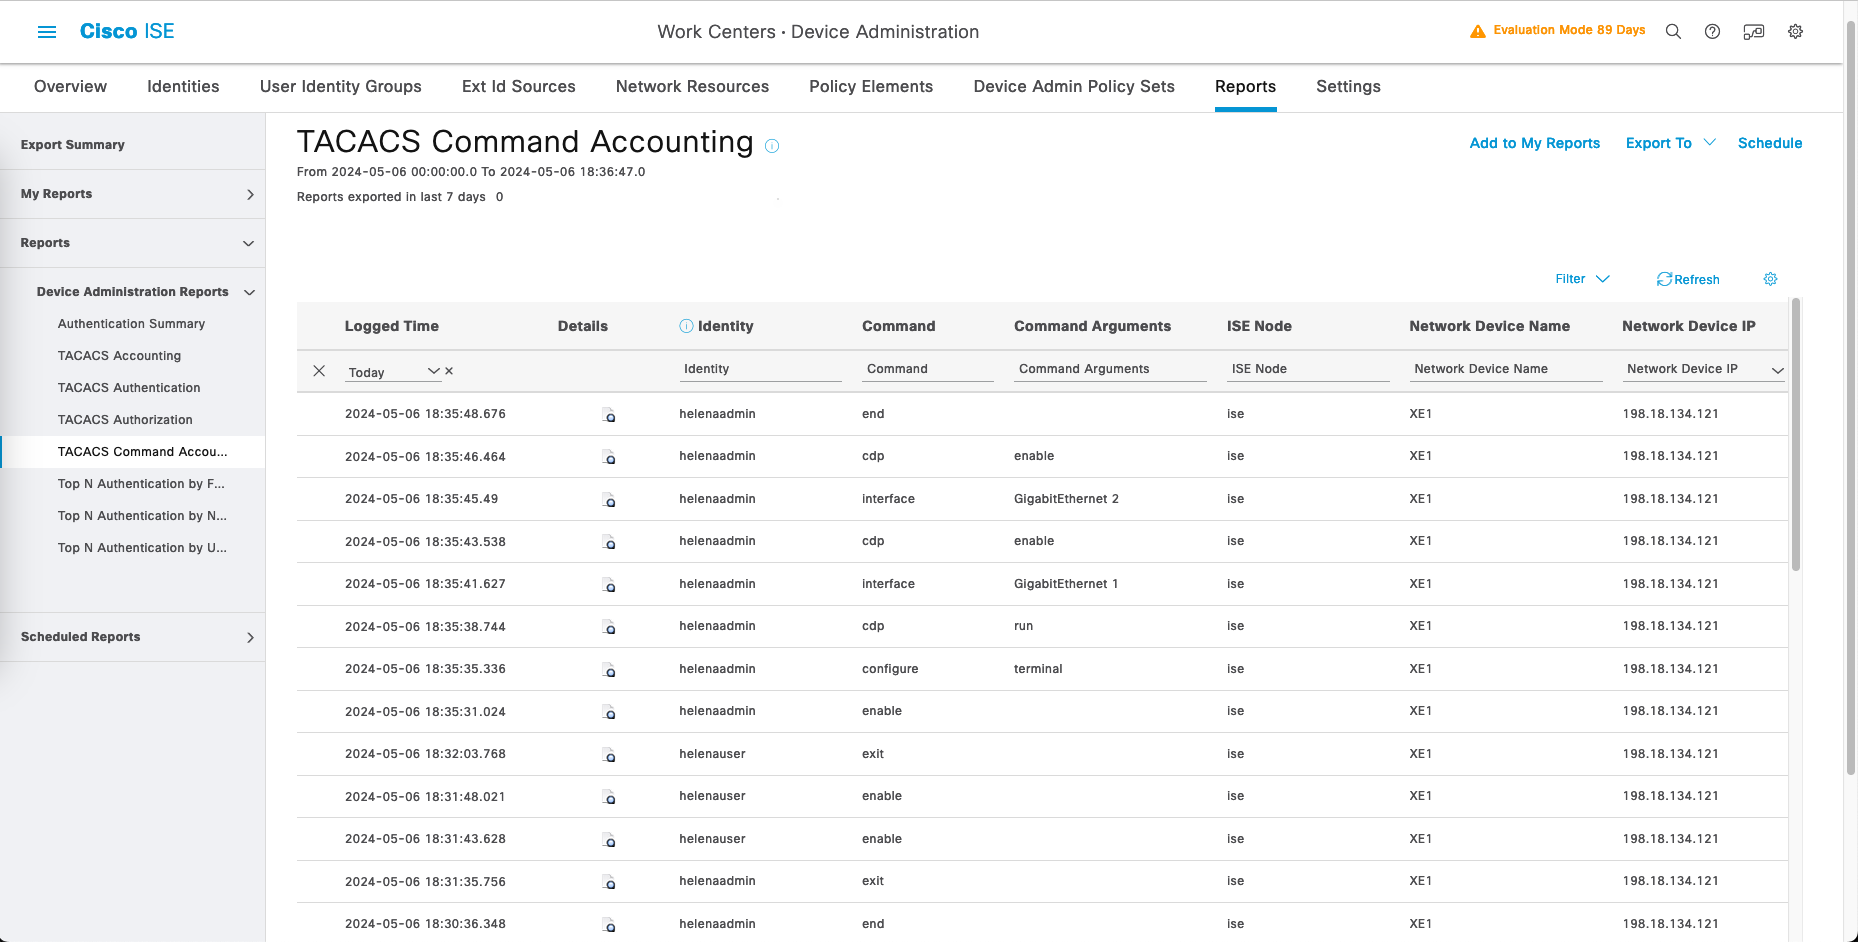 Cisco ISE
Work Centers · Device Administration
Evaluation Mode 89 Days
Overview Identities User Identity Groups Ext Id Sources Network Resources Policy Elements Device Admin Policy Sets Reports Settings
Export Summary
My Reports
Reports
Device Administration Reports
Authentication Summary
TACACS Accounting
TACACS Authentication
TACACS Authorization
TACACS Command Accou...
Top N Authentication by F...
Top N Authentication by N...
Top N Authentication by U...
Scheduled Reports
TACACS Command Accounting
From 2024-05-06 00:00:00.0 To 2024-05-06 18:36:47.0
Reports exported in last 7 days 0
Add to My Reports Export To Schedule
Filter Refresh
Logged Time Details Identity Command Command Arguments ISE Node Network Device Name Network Device IP
Today Identity Command Command Arguments ISE Node Network Device Name Network Device IP
2024-05-06 18:35:48.676 helenaadmin end ise XE1 198.18.134.121
2024-05-06 18:35:46.464 helenaadmin cdp enable ise XE1 198.18.134.121
2024-05-06 18:35:45.49 helenaadmin interface GigabitEthernet 2 ise XE1 198.18.134.121
2024-05-06 18:35:43.538 helenaadmin cdp enable ise XE1 198.18.134.121
2024-05-06 18:35:41.627 helenaadmin interface GigabitEthernet 1 ise XE1 198.18.134.121
2024-05-06 18:35:38.744 helenaadmin cdp run ise XE1 198.18.134.121
2024-05-06 18:35:35.336 helenaadmin configure terminal ise XE1 198.18.134.121
2024-05-06 18:35:31.024 helenaadmin enable ise XE1 198.18.134.121
2024-05-06 18:32:03.768 helenauser exit ise XE1 198.18.134.121
2024-05-06 18:31:48.021 helenauser enable ise XE1 198.18.134.121
2024-05-06 18:31:43.628 helenauser enable ise XE1 198.18.134.121
2024-05-06 18:31:35.756 helenaadmin exit ise XE1 198.18.134.121
2024-05-06 18:30:36.348 helenaadmin end ise XE1 198.18.134.121